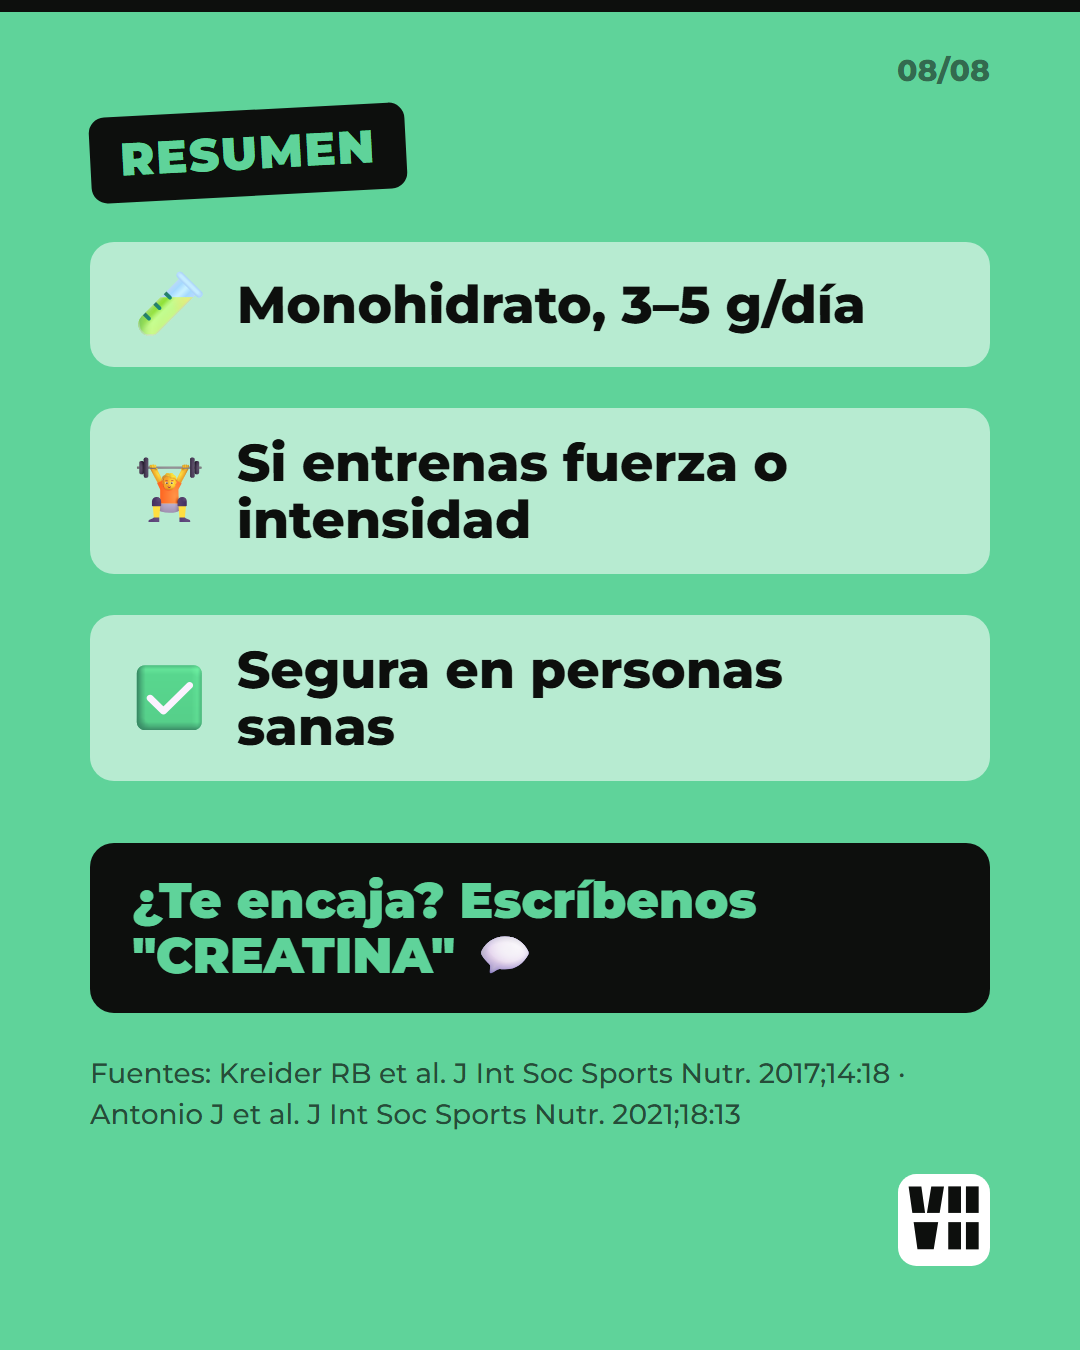 08/08
RESUMEN
Monohidrato, 3–5 g/día
Si entrenas fuerza o
intensidad
Segura en personas
sanas
¿Te encaja? Escríbenos
"CREATINA"
Fuentes: Kreider RB et al. J Int Soc Sports Nutr. 2017;14:18 ·
Antonio J et al. J Int Soc Sports Nutr. 2021;18:13
VII
VII